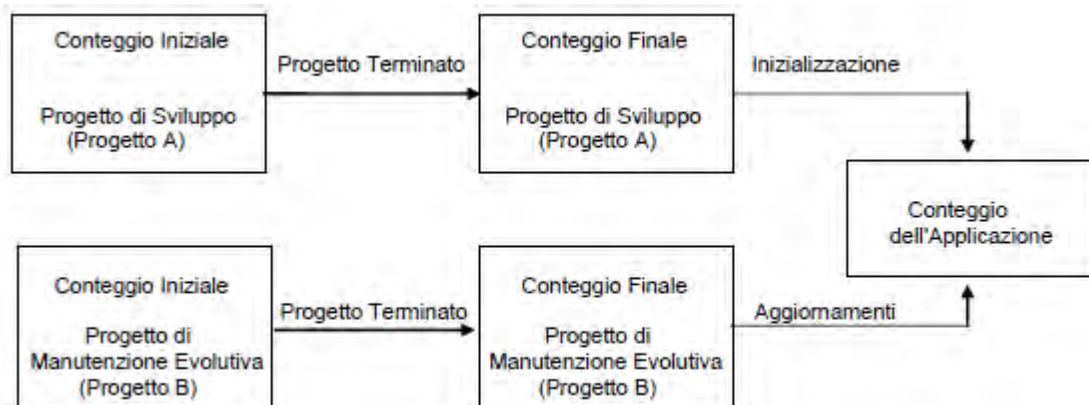 Conteggio Iniziale
Progetto di Sviluppo
(Progetto A)
Progetto Terminato
Conteggio Finale
Progetto di Sviluppo
(Progetto A)
Inizializzazione
Conteggio
dell'Applicazione
Conteggio Iniziale
Progetto di
Manutenzione Evolutiva
(Progetto B)
Progetto Terminato
Conteggio Finale
Progetto di
Manutenzione Evolutiva
(Progetto B)
Aggiornamenti